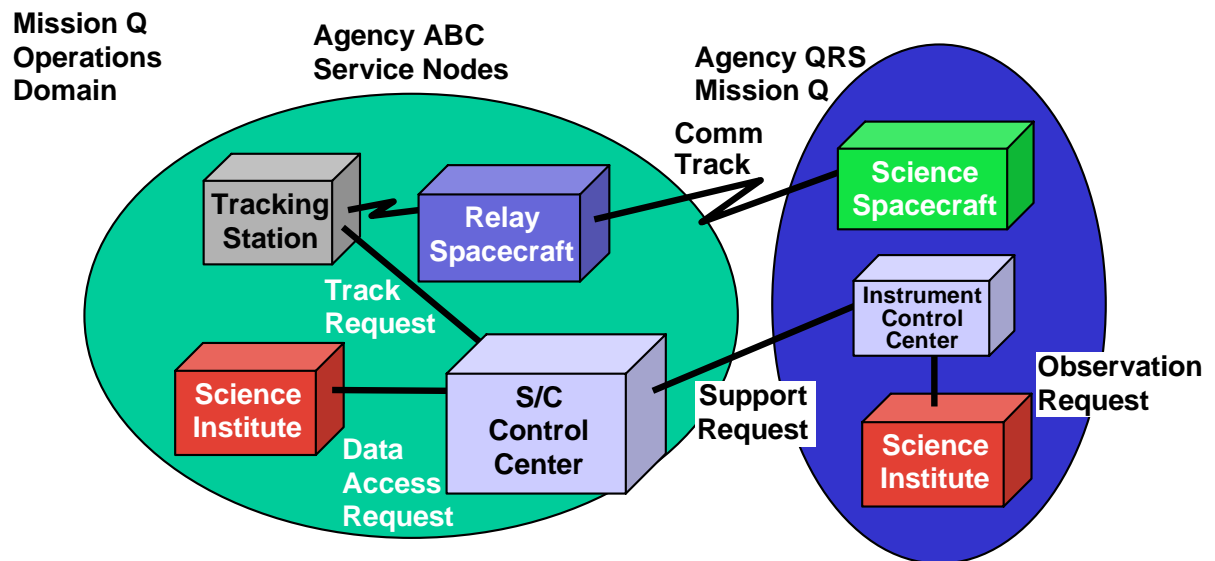 Mission Q
Operations
Domain
Agency ABC
Service Nodes
Agency QRS
Mission Q
Comm
Track
Tracking
Station
Relay
Spacecraft
Science
Spacecraft
Track
Request
Instrument
Control
Center
Science
Institute
S/C
Control
Center
Data
Access
Request
Support
Request
Observation
Request
Science
Institute